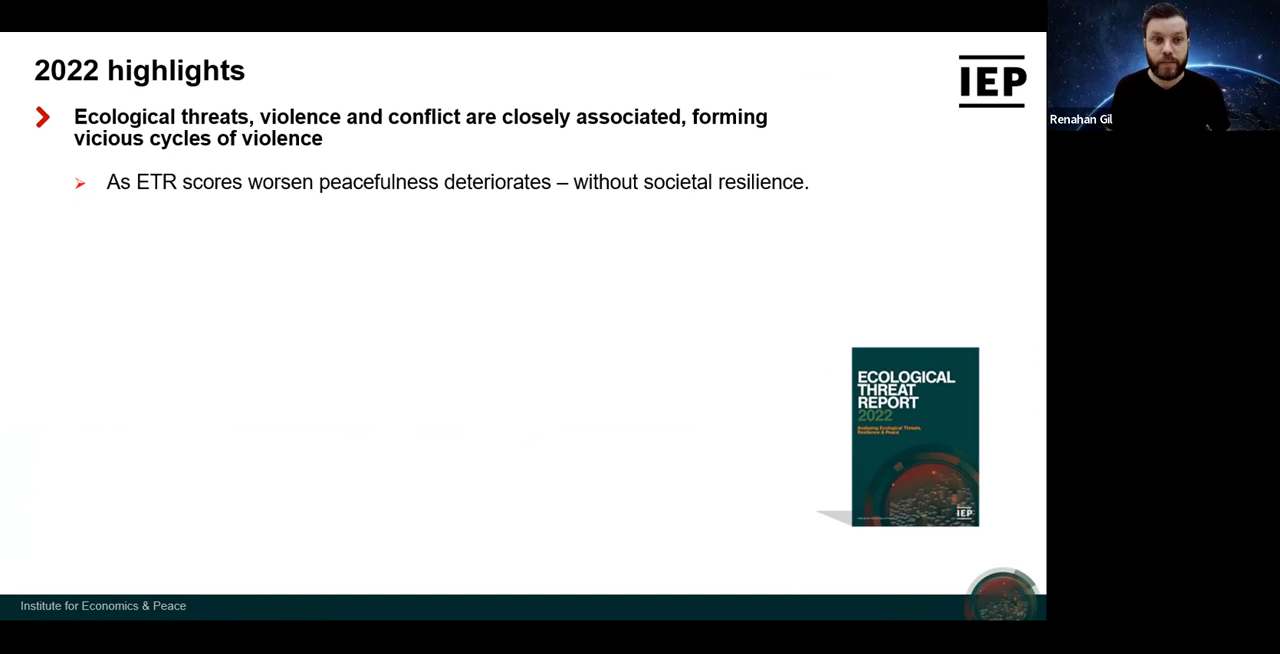 2022 highlights
IEP
Ecological threats, violence and conflict are closely associated, forming
vicious cycles of violence
As ETR scores worsen peacefulness deteriorates – without societal resilience.
ECOLOGICAL
THREAT
REPORT
2022
Analysing Ecological Threats,
Resilience & Peace
IEP
Institute for Economics & Peace
Renahan Gil